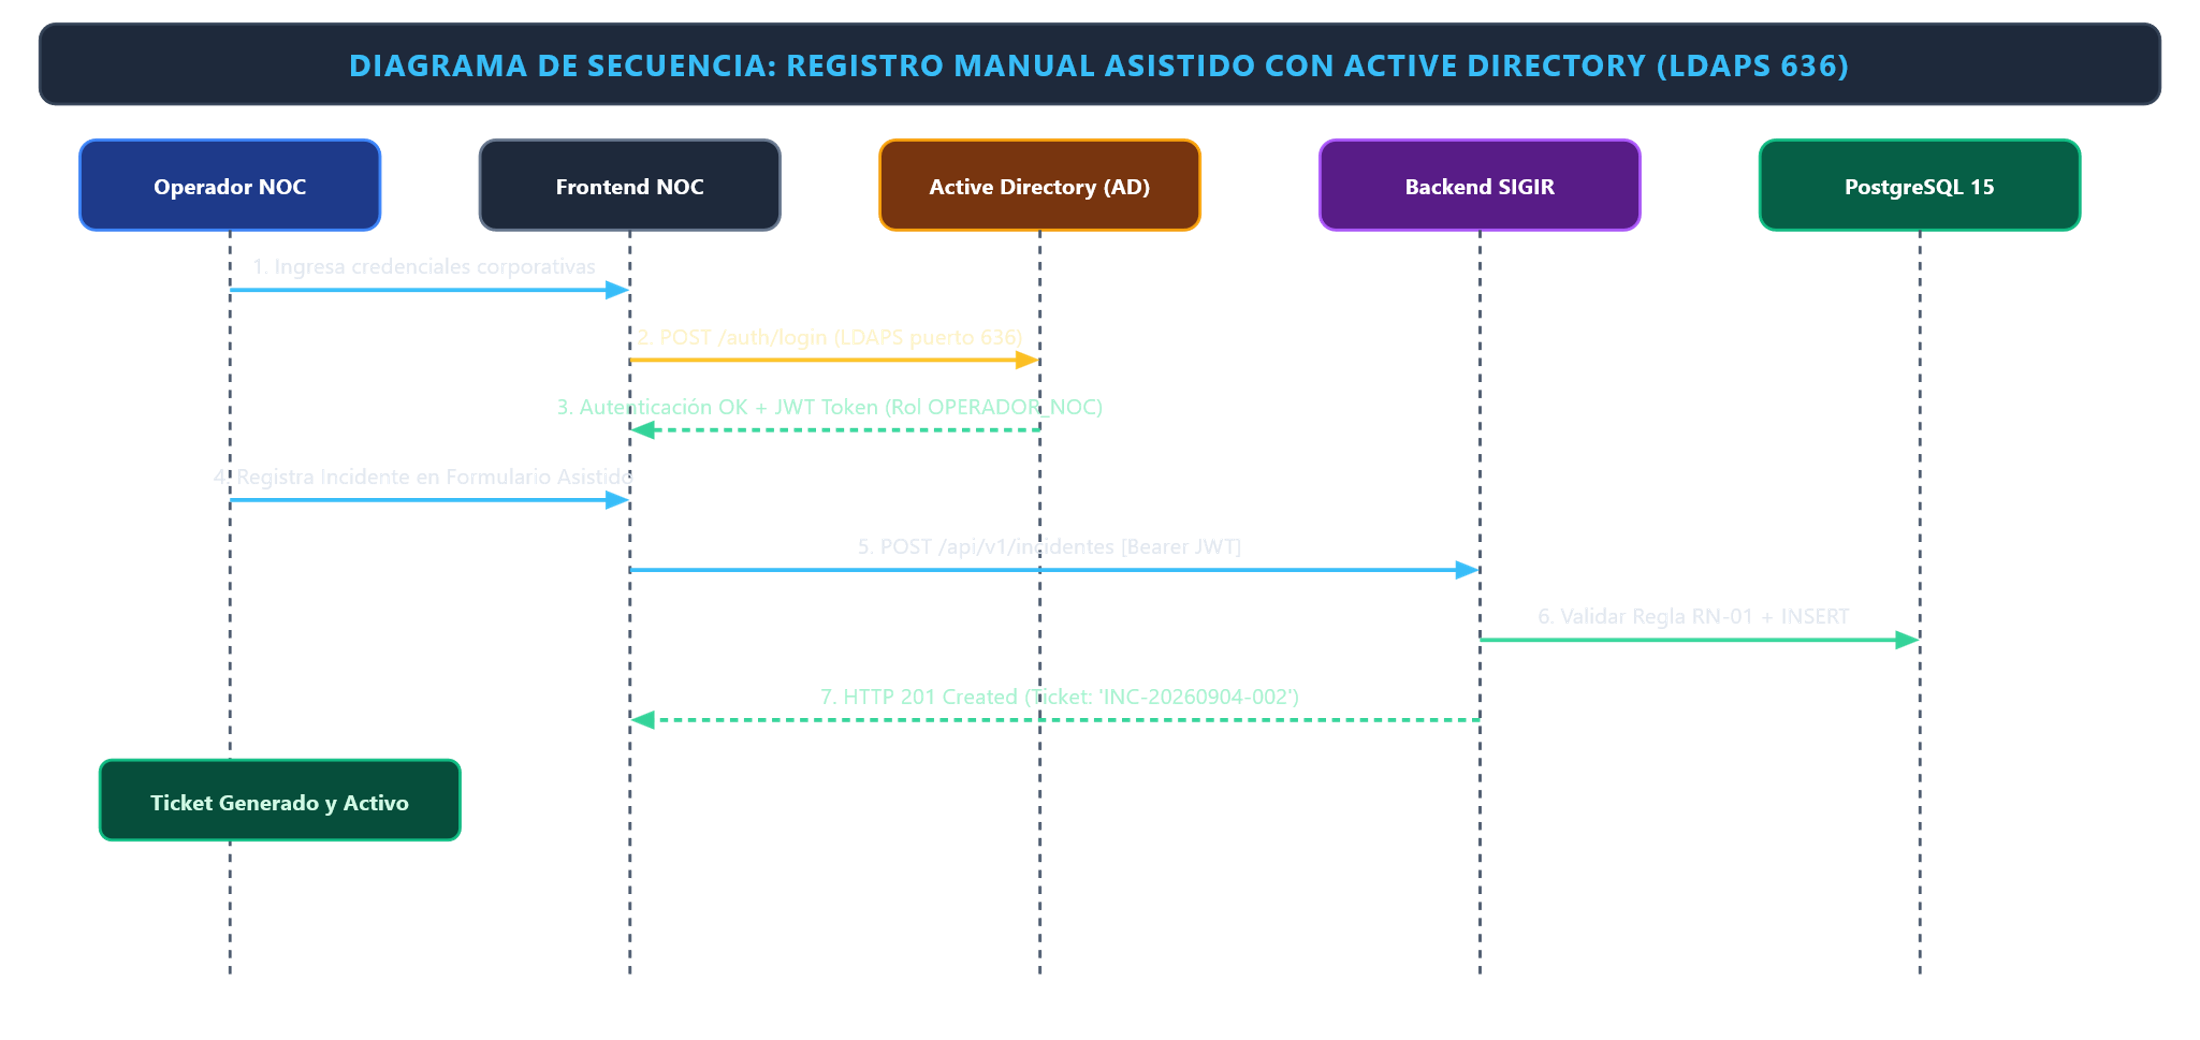 DIAGRAMA DE SECUENCIA: REGISTRO MANUAL ASISTIDO CON ACTIVE DIRECTORY (LDAPS 636)
Operador NOC
Frontend NOC
Active Directory (AD)
Backend SIGIR
PostgreSQL 15
1. Ingresa credenciales corporativas
2. POST /auth/login (LDAPS puerto 636)
3. Autenticación OK + JWT Token (Rol OPERADOR_NOC)
4. Registra Incidente en Formulario Asistido
5. POST /api/v1/incidentes [Bearer JWT]
6. Validar Regla RN-01 + INSERT
7. HTTP 201 Created (Ticket: 'INC-20260904-002')
Ticket Generado y Activo